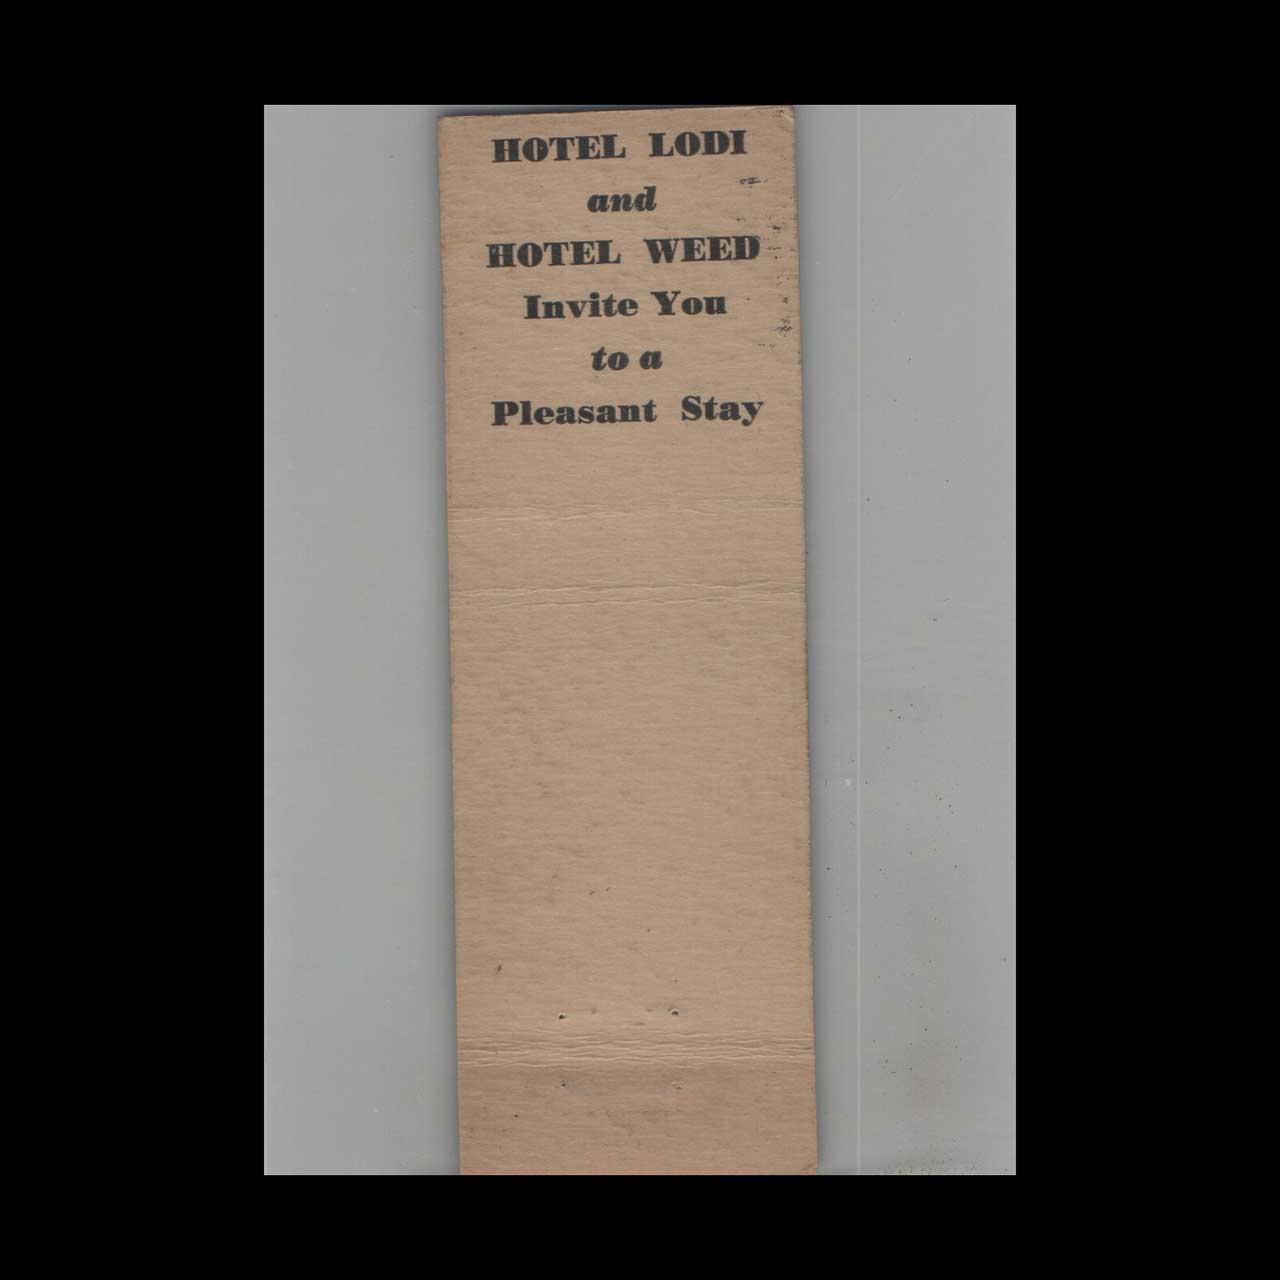 HOTEL LODI
and
HOTEL WEED
Invite You
to a
Pleasant Stay